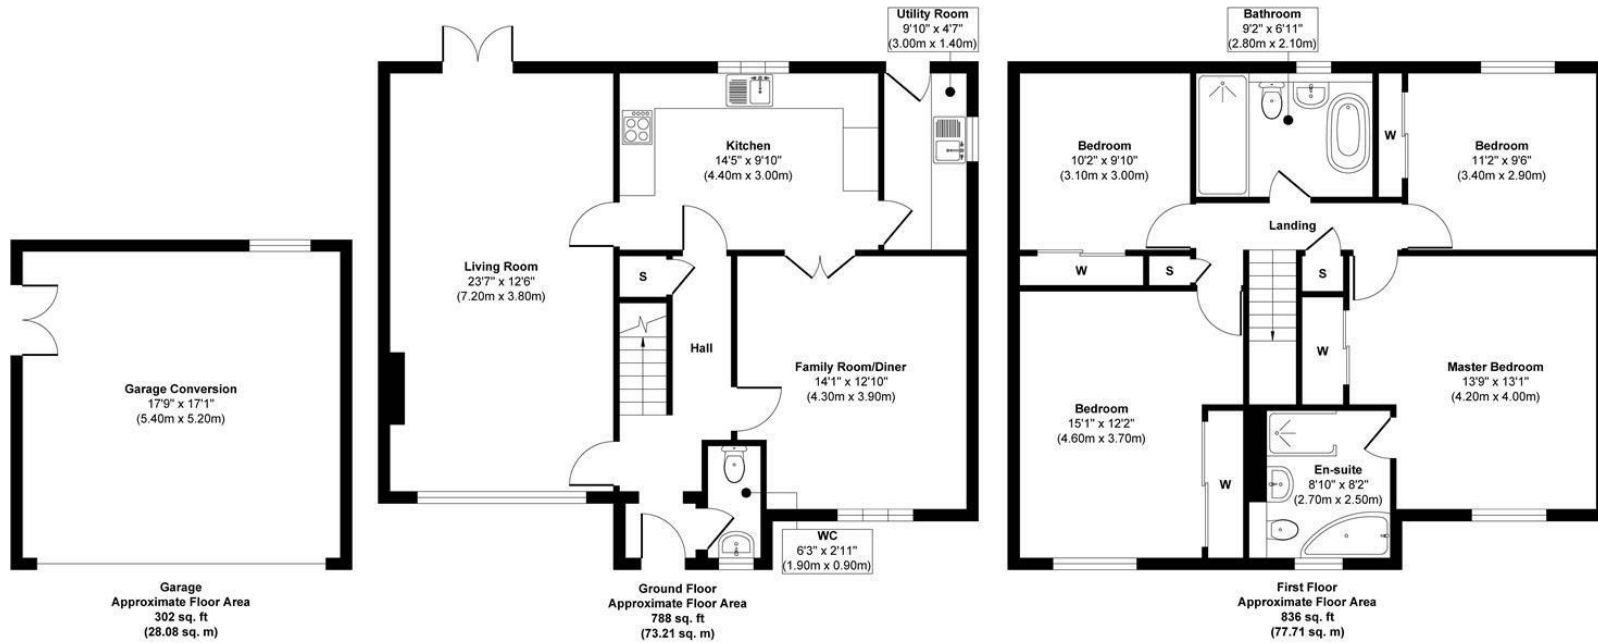 Garage Conversion
17'9" x 17'1"
(5.40m x 5.20m)
Garage
Approximate Floor Area
302 sq. ft
(28.08 sq. m)
Utility Room
9'10" x 4'7"
(3.00m x 1.40m)
Kitchen
14'5" x 9'10"
(4.40m x 3.00m)
Living Room
23'7" x 12'6"
(7.20m x 3.80m)
S
Hall
Family Room/Diner
14'1" x 12'10"
(4.30m x 3.90m)
WC
6'3" x 2'11"
(1.90m x 0.90m)
Ground Floor
Approximate Floor Area
788 sq. ft
(73.21 sq. m)
Bathroom
9'2" x 6'11"
(2.80m x 2.10m)
Bedroom
10'2" x 9'10"
(3.10m x 3.00m)
W
Bedroom
11'2" x 9'6"
(3.40m x 2.90m)
Landing
W
S
S
W
Master Bedroom
13'9" x 13'1"
(4.20m x 4.00m)
Bedroom
15'1" x 12'2"
(4.60m x 3.70m)
W
En-suite
8'10" x 8'2"
(2.70m x 2.50m)
First Floor
Approximate Floor Area
836 sq. ft
(77.71 sq. m)